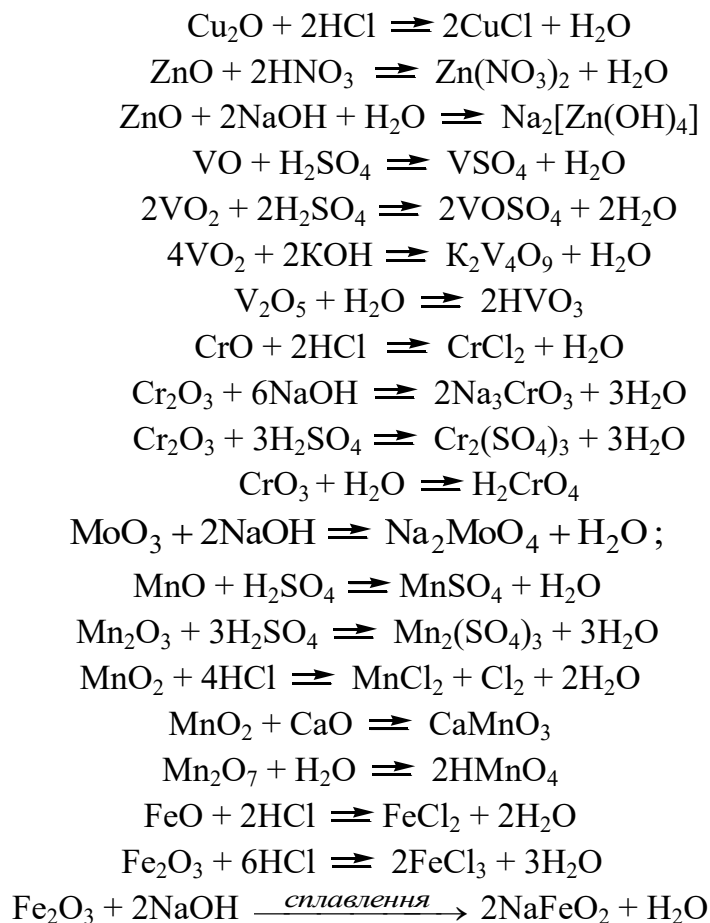 Cu₂O + 2HCl ⇌ 2CuCl + H₂O
ZnO + 2HNO₃ ⇌ Zn(NO₃)₂ + H₂O
ZnO + 2NaOH + H₂O ⇌ Na₂[Zn(OH)₄]
VO + H₂SO₄ ⇌ VSO₄ + H₂O
2VO₂ + 2H₂SO₄ ⇌ 2VOSO₄ + 2H₂O
4VO₂ + 2КОН ⇌ К₂V₄O₉ + H₂O
V₂O₅ + H₂O ⇌ 2HVO₃
CrO + 2HCl ⇌ CrCl₂ + H₂O
Cr₂O₃ + 6NaOH ⇌ 2Na₃CrO₃ + 3H₂O
Cr₂O₃ + 3H₂SO₄ ⇌ Cr₂(SO₄)₃ + 3H₂O
CrO₃ + H₂O ⇌ H₂CrO₄
MoO₃ + 2NaOH ⇌ Na₂MoO₄ + H₂O ;
MnO + H₂SO₄ ⇌ MnSO₄ + H₂O
Mn₂O₃ + 3H₂SO₄ ⇌ Mn₂(SO₄)₃ + 3H₂O
MnO₂ + 4HCl ⇌ MnCl₂ + Cl₂ + 2H₂O
MnO₂ + CaO ⇌ CaMnO₃
Mn₂O₇ + H₂O ⇌ 2HMnO₄
FeO + 2HCl ⇌ FeCl₂ + 2H₂O
Fe₂O₃ + 6HCl ⇌ 2FeCl₃ + 3H₂O
Fe₂O₃ + 2NaOH —сплавлення→ 2NaFeO₂ + H₂O